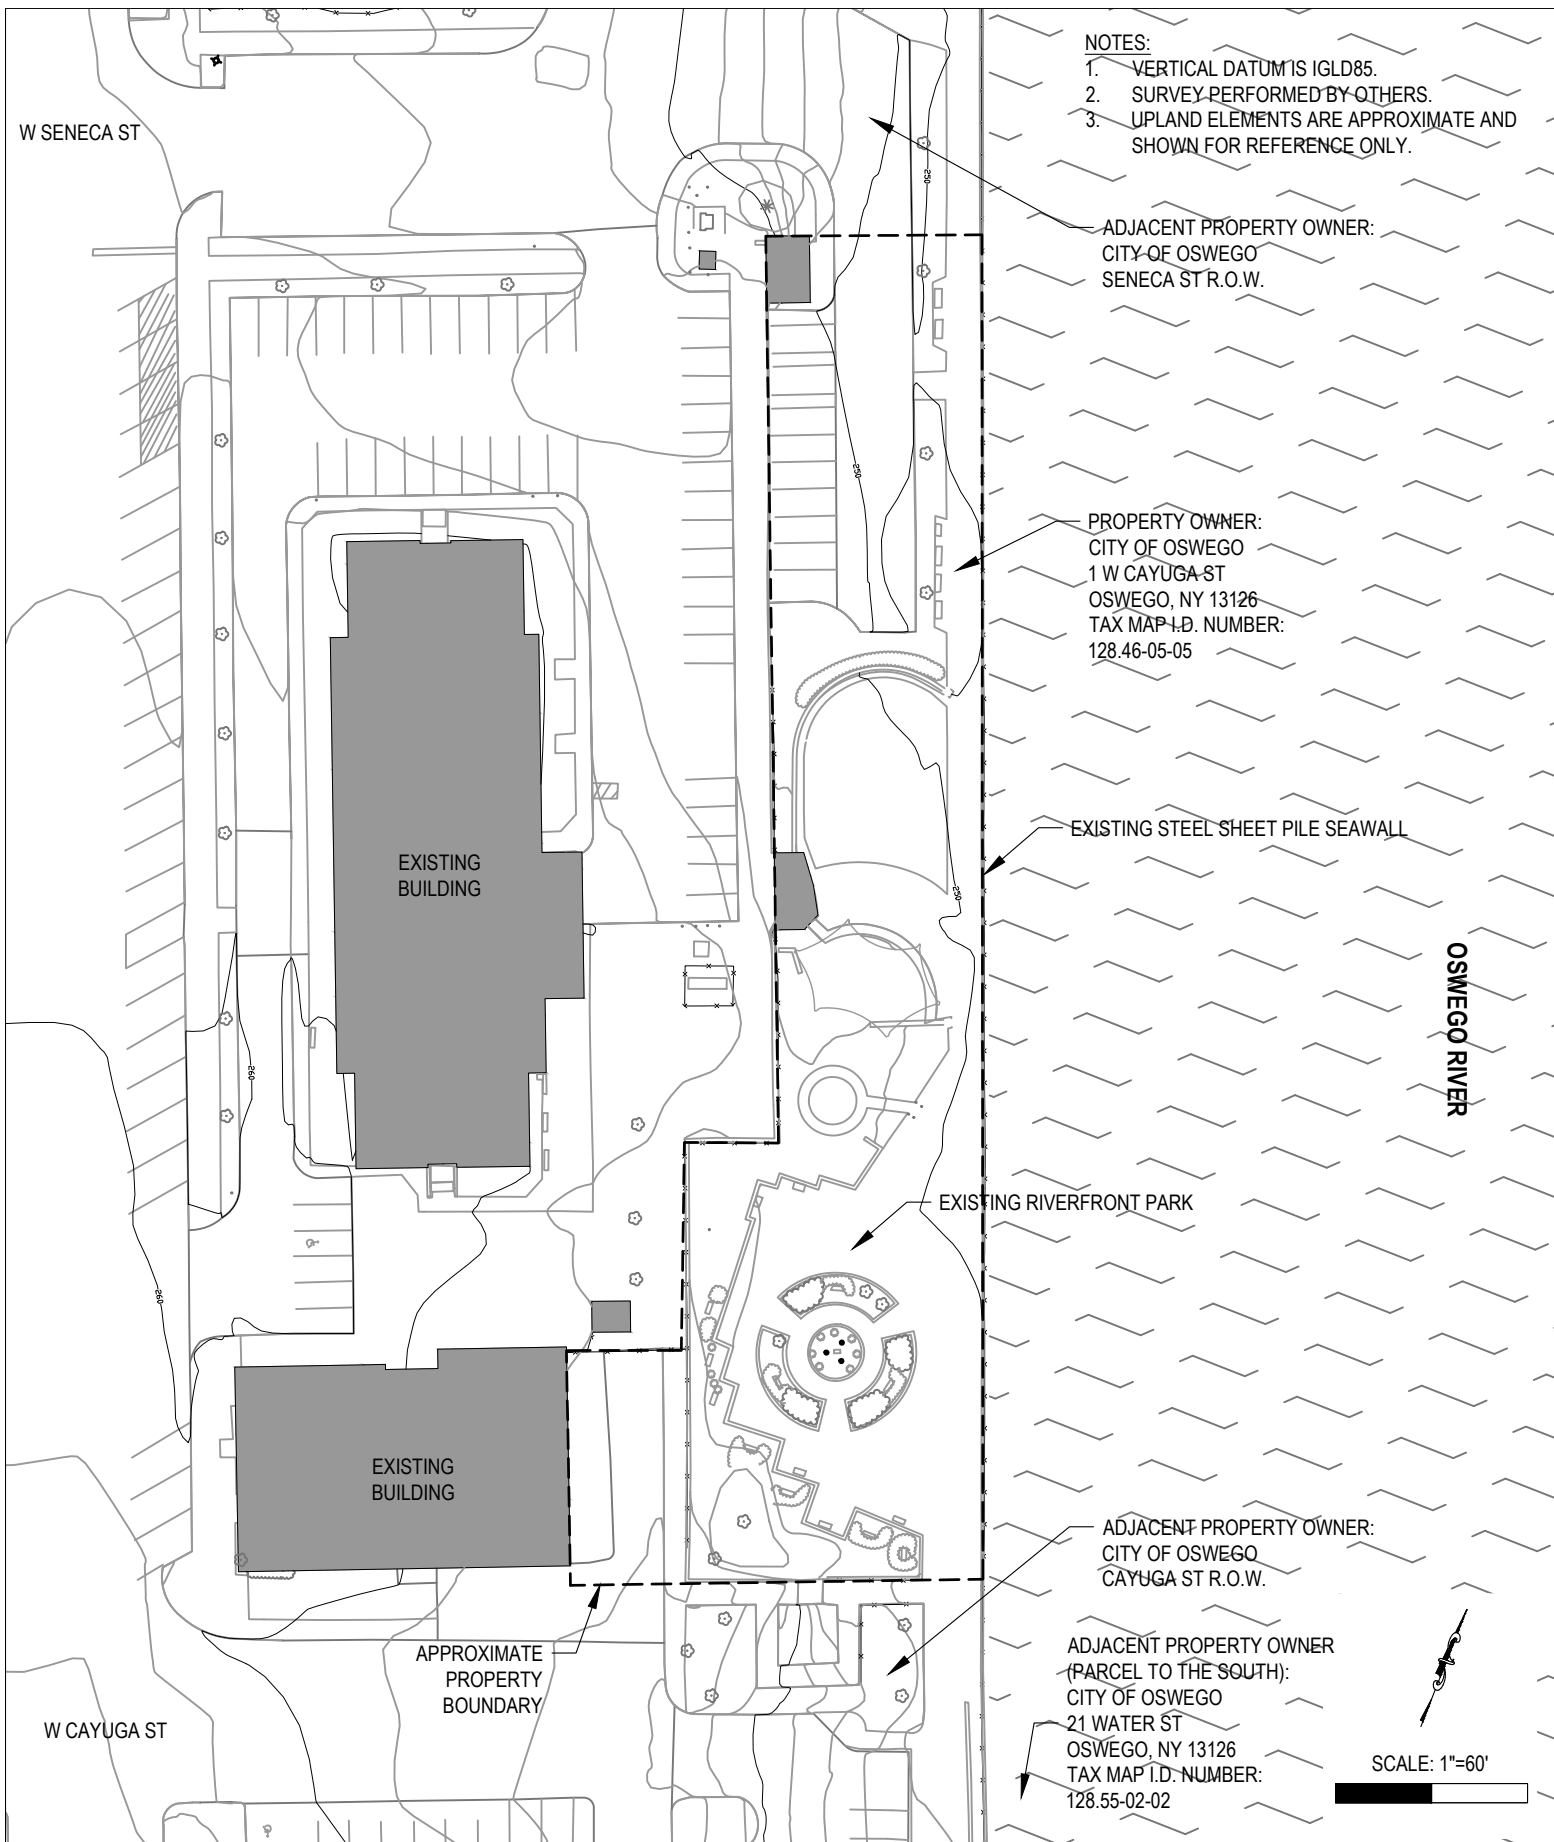 NOTES:
1. VERTICAL DATUM IS IGLD85.
2. SURVEY PERFORMED BY OTHERS.
3. UPLAND ELEMENTS ARE APPROXIMATE AND
SHOWN FOR REFERENCE ONLY.
W SENECA ST
250
ADJACENT PROPERTY OWNER:
CITY OF OSWEGO
SENECA ST R.O.W.
250
PROPERTY OWNER:
CITY OF OSWEGO
1 W CAYUGA ST
OSWEGO, NY 13126
TAX MAP I.D. NUMBER:
128.46-05-05
EXISTING STEEL SHEET PILE SEAWALL
EXISTING
BUILDING
250
OSWEGO RIVER
260
EXISTING RIVERFRONT PARK
260
EXISTING
BUILDING
ADJACENT PROPERTY OWNER:
CITY OF OSWEGO
CAYUGA ST R.O.W.
APPROXIMATE
PROPERTY
BOUNDARY
W CAYUGA ST
ADJACENT PROPERTY OWNER
(PARCEL TO THE SOUTH):
CITY OF OSWEGO
21 WATER ST
OSWEGO, NY 13126
TAX MAP I.D. NUMBER:
128.55-02-02
SCALE: 1"=60'